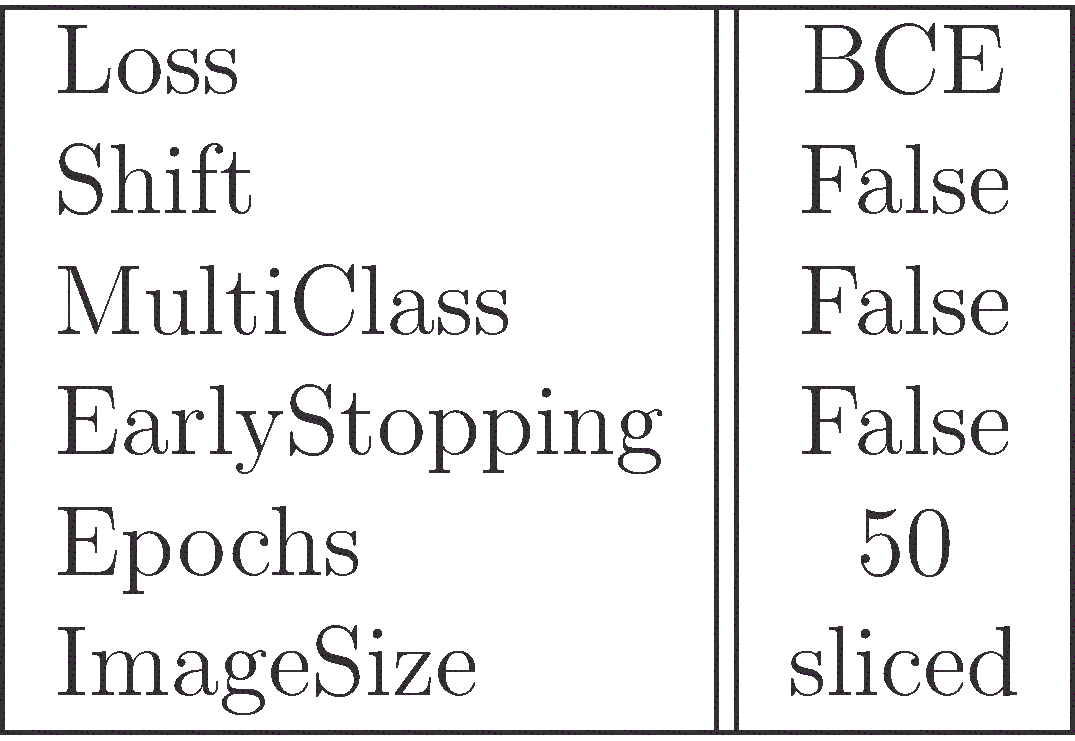 Loss BCE
Shift False
MultiClass False
EarlyStopping False
Epochs 50
ImageSize sliced